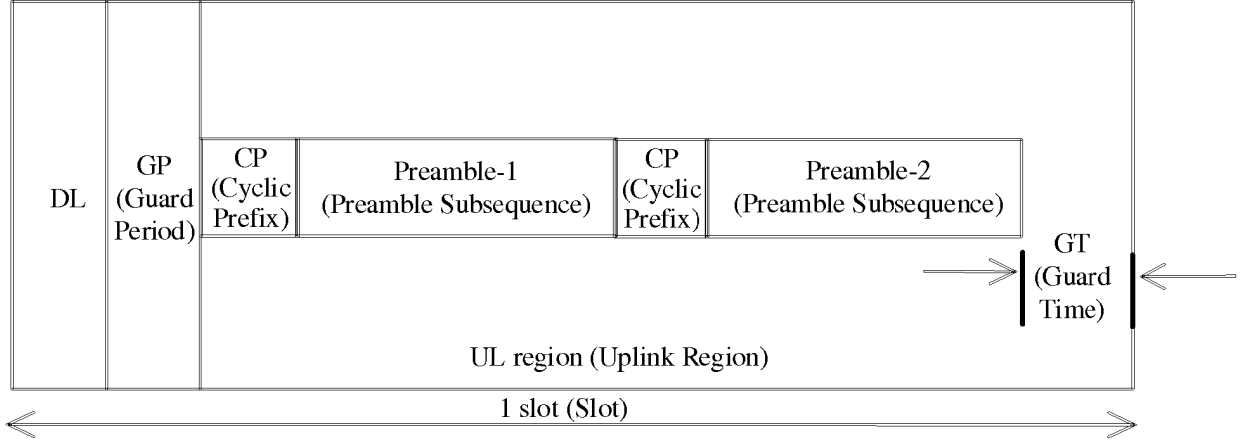 DL
GP
(Guard
Period)
CP
(Cyclic
Prefix)
Preamble-1
(Preamble Subsequence)
CP
(Cyclic
Prefix)
Preamble-2
(Preamble Subsequence)
GT
(Guard
Time)
UL region (Uplink Region)
1 slot (Slot)